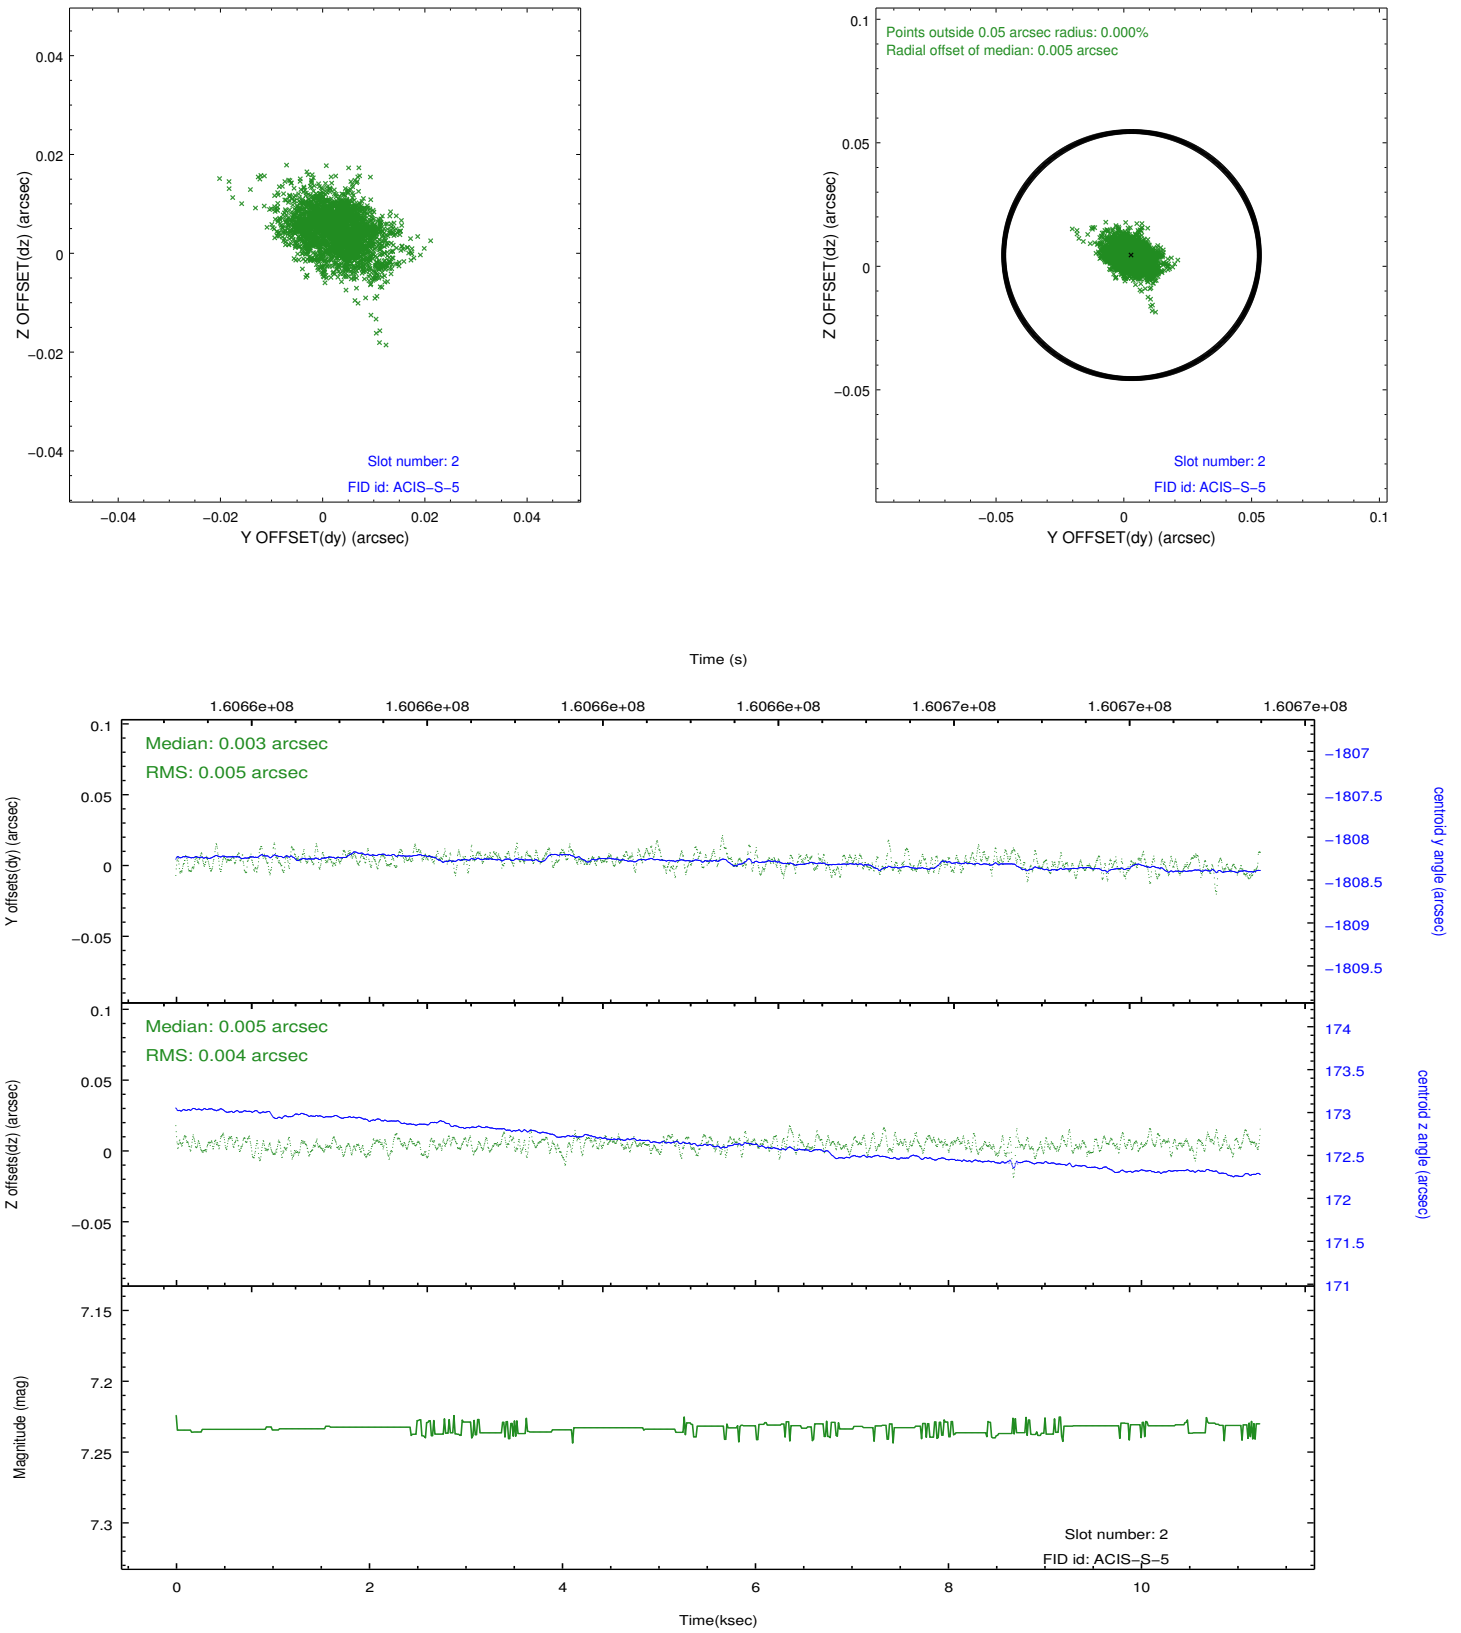 0.04
0.02
0
−0.02
−0.04
Z OFFSET(dz) (arcsec)
Slot number: 2
FID id: ACIS−S−5
−0.04
−0.02
0
0.02
0.04
Y OFFSET(dy) (arcsec)
0.1
0.05
0
−0.05
Z OFFSET(dz) (arcsec)
Points outside 0.05 arcsec radius: 0.000%
Radial offset of median: 0.005 arcsec
Slot number: 2
FID id: ACIS−S−5
−0.05
0
0.05
0.1
Y OFFSET(dy) (arcsec)
Time (s)
1.6066e+08
1.6066e+08
1.6066e+08
1.6066e+08
1.6067e+08
1.6067e+08
1.6067e+08
0.1
0.05
0
−0.05
Y offsets(dy) (arcsec)
Median: 0.003 arcsec
RMS: 0.005 arcsec
−1807
−1807.5
−1808
−1808.5
−1809
−1809.5
centroid y angle (arcsec)
0.1
0.05
0
−0.05
Z offsets(dz) (arcsec)
Median: 0.005 arcsec
RMS: 0.004 arcsec
174
173.5
173
172.5
172
171.5
171
centroid z angle (arcsec)
7.15
7.2
7.25
7.3
Magnitude (mag)
Slot number: 2
FID id: ACIS−S−5
0
2
4
6
8
10
Time(ksec)